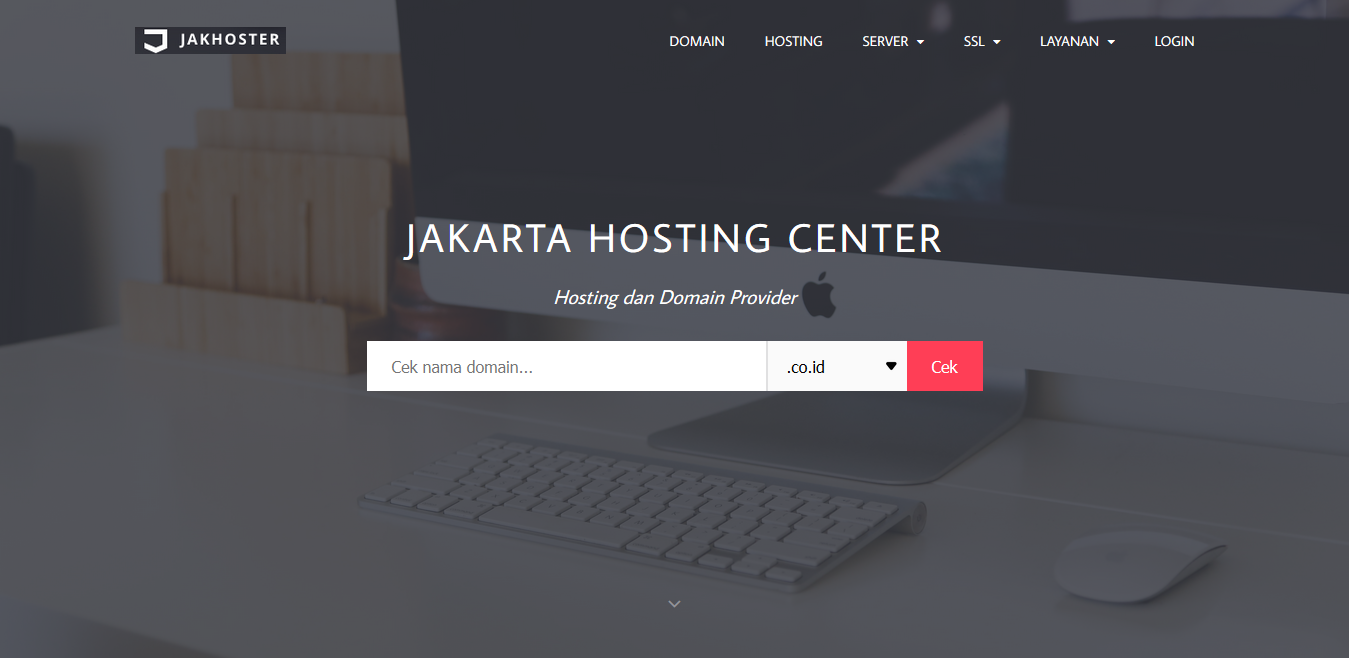 JAKHOSTER
DOMAIN HOSTING SERVER SSL LAYANAN LOGIN
JAKARTA HOSTING CENTER
Hosting dan Domain Provider
Cek nama domain... .co.id Cek